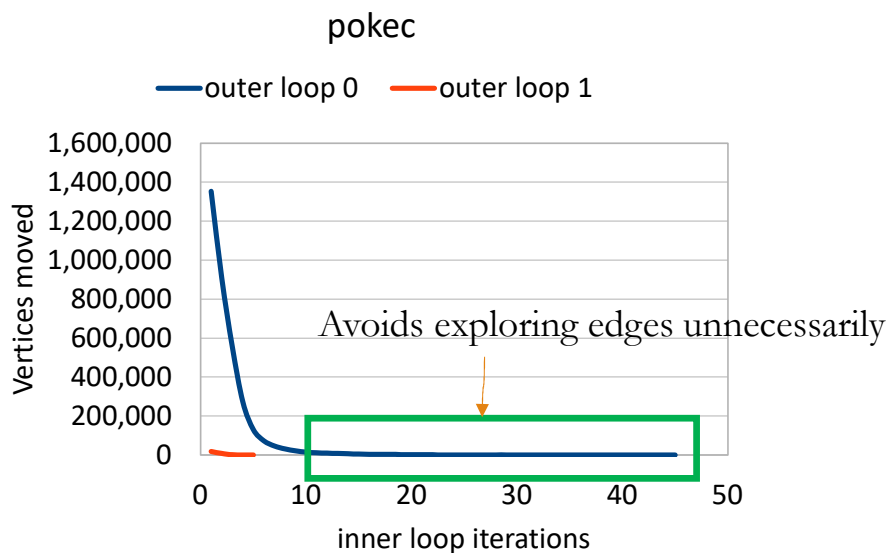 pokec
outer loop 0 outer loop 1
1,600,000
1,400,000
1,200,000
1,000,000
800,000
600,000
400,000
200,000
0
Vertices moved
Avoids exploring edges unnecessarily
0 10 20 30 40 50
inner loop iterations